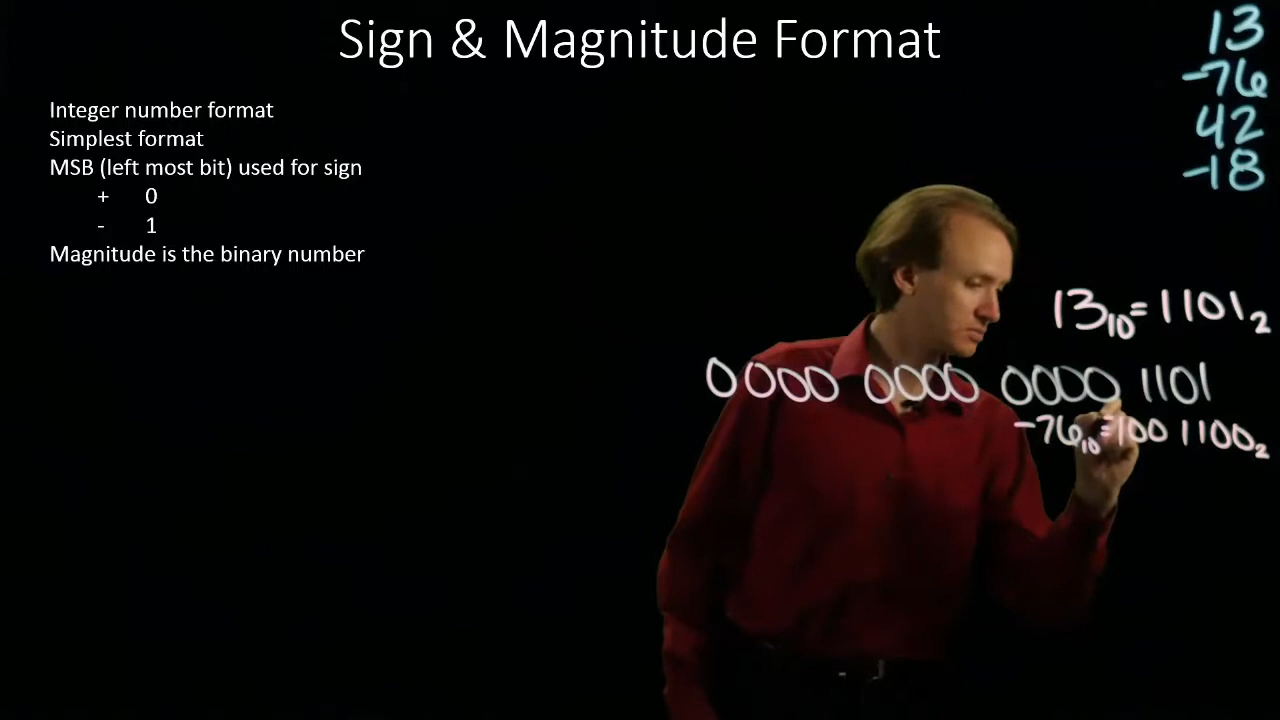 Sign & Magnitude Format
13
-76
42
-18
Integer number format
Simplest format
MSB (left most bit) used for sign
+ 0
- 1
Magnitude is the binary number
13₁₀=1101₂
0000 0000 0000 1101
-76₁₀=100 1100₂